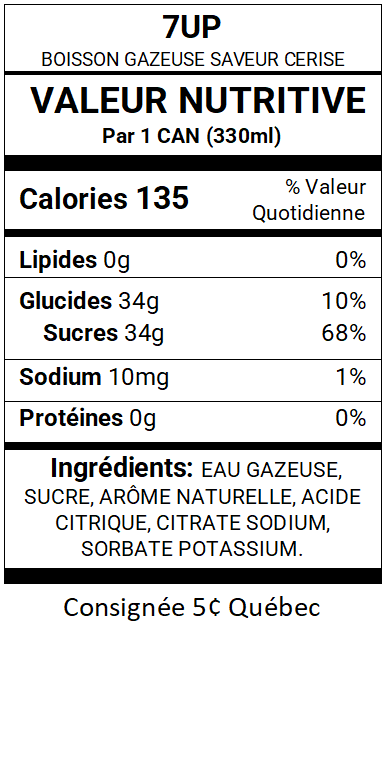 7UP
BOISSON GAZEUSE SAVEUR CERISE
VALEUR NUTRITIVE
Par 1 CAN (330ml)
Calories 135
% Valeur
Quotidienne
Lipides 0g 0%
Glucides 34g 10%
Sucres 34g 68%
Sodium 10mg 1%
Protéines 0g 0%
Ingrédients: EAU GAZEUSE,
SUCRE, ARÔME NATURELLE, ACIDE
CITRIQUE, CITRATE SODIUM,
SORBATE POTASSIUM.
Consignée 5¢ Québec